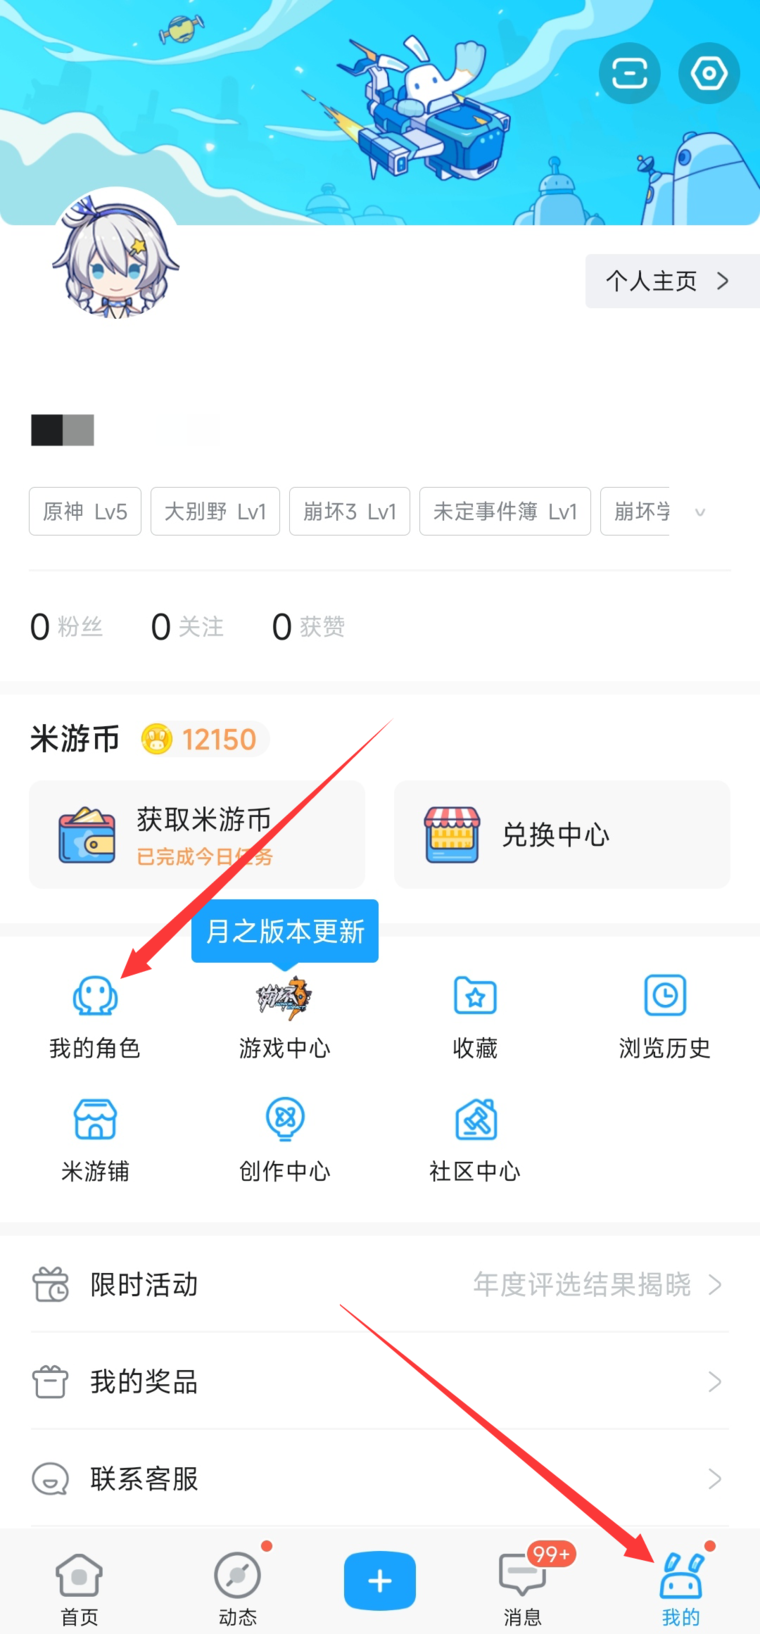 个人主页
原神 Lv5
大别野 Lv1
崩坏3 Lv1
未定事件簿 Lv1
崩坏学
0 粉丝
0 关注
0 获赞
米游币 12150
获取米游币
已完成今日任务
兑换中心
月之版本更新
崩坏3
我的角色
游戏中心
收藏
浏览历史
米游铺
创作中心
社区中心
限时活动
年度评选结果揭晓
我的奖品
联系客服
99+
首页
动态
消息
我的